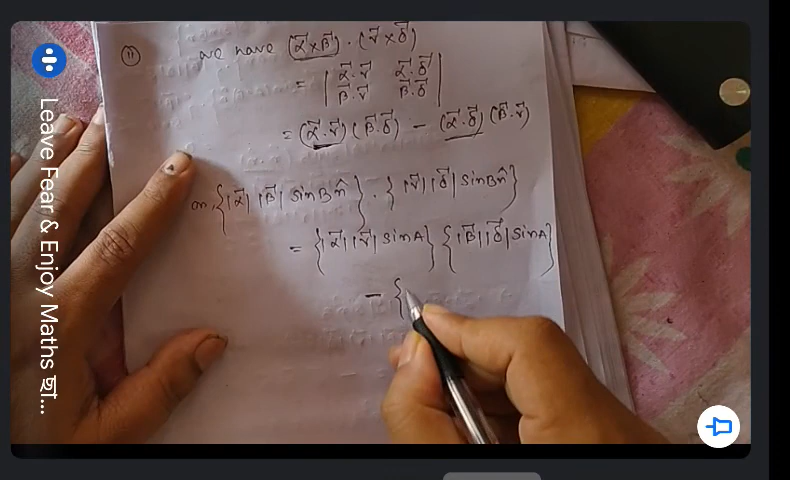 (ii) we have (α⃗×β⃗) · (γ⃗×δ⃗)
= | α⃗.γ⃗ α⃗.δ⃗ |
| β⃗.γ⃗ β⃗.δ⃗ |
= (α⃗.γ⃗)(β⃗.δ⃗) - (α⃗.δ⃗)(β⃗.γ⃗)
or, {|α⃗| |β⃗| sinB n̂} . {|γ⃗| |δ⃗| sinB n̂}
= {|α⃗| |γ⃗| sinA} {|β⃗| |δ⃗| sinA}
- {
Leave Fear & Enjoy Maths ছা...